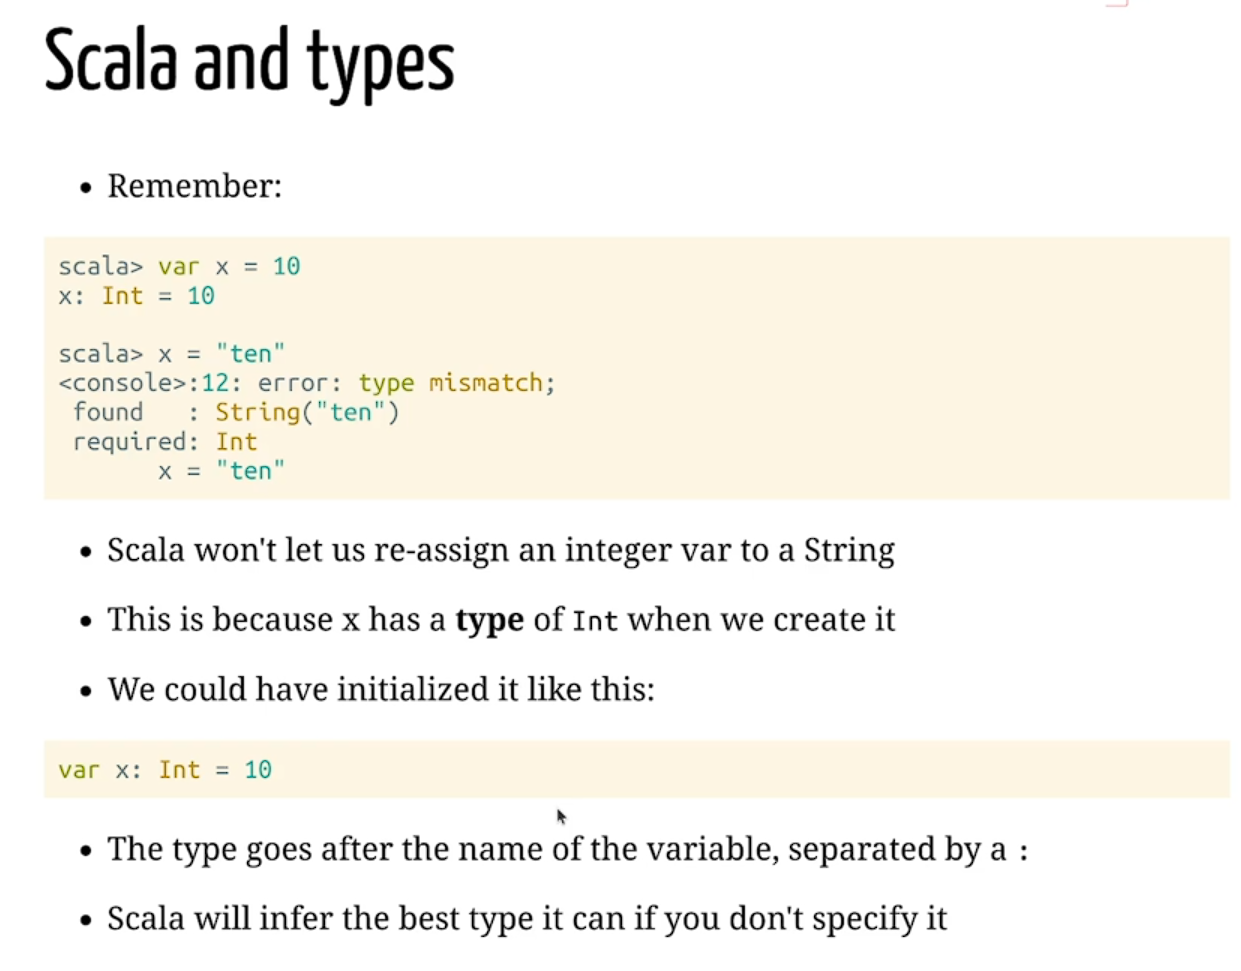 Scala and types
Remember:
scala> var x = 10
x: Int = 10
scala> x = "ten"
<console>:12: error: type mismatch;
 found   : String("ten")
 required: Int
       x = "ten"
Scala won't let us re-assign an integer var to a String
This is because x has a type of Int when we create it
We could have initialized it like this:
var x: Int = 10
The type goes after the name of the variable, separated by a :
Scala will infer the best type it can if you don't specify it